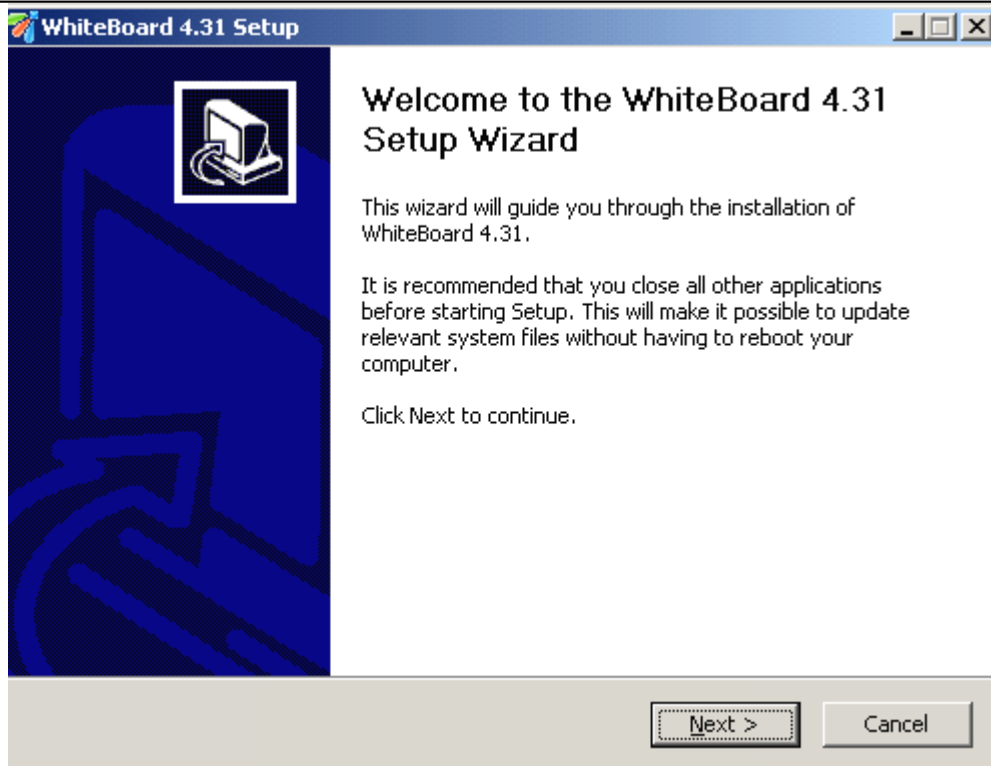 WhiteBoard 4.31 Setup
Welcome to the WhiteBoard 4.31
Setup Wizard
This wizard will guide you through the installation of
WhiteBoard 4.31.
It is recommended that you close all other applications
before starting Setup. This will make it possible to update
relevant system files without having to reboot your
computer.
Click Next to continue.
Next >
Cancel